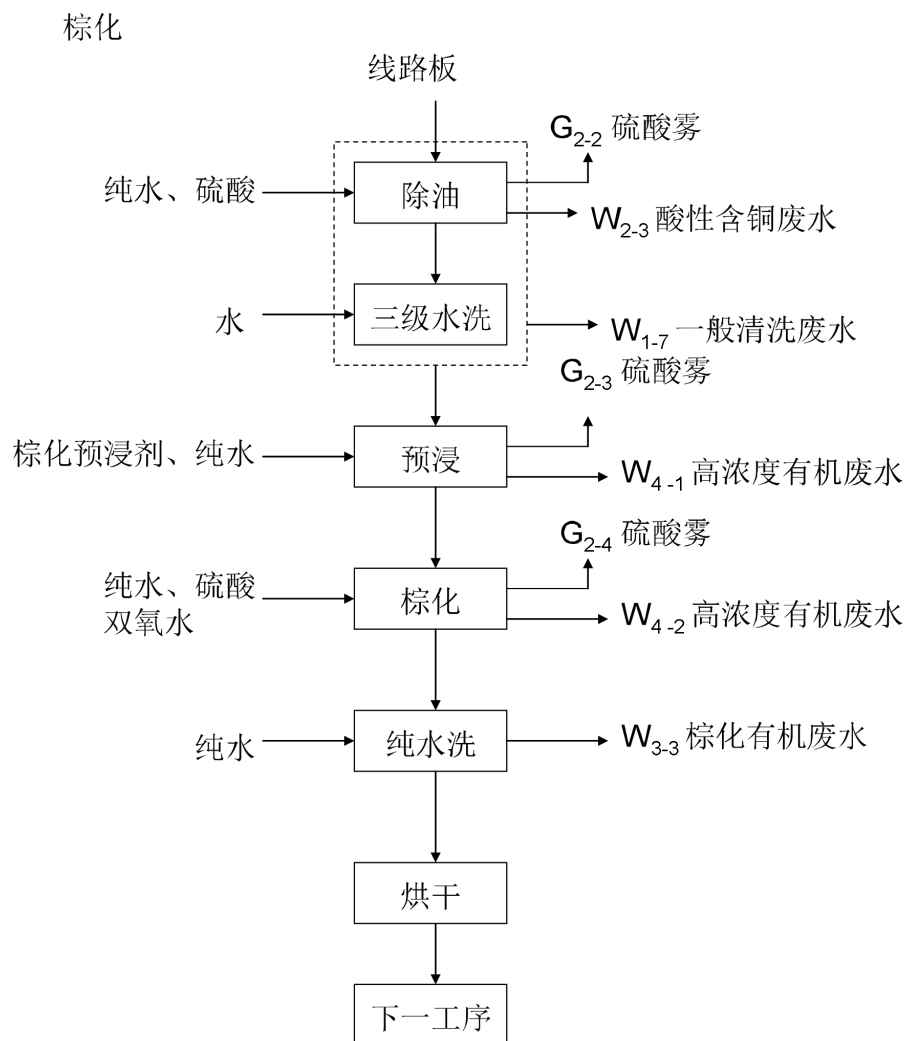 棕化
线路板
G2-2 硫酸雾
纯水、硫酸
除油
W2-3 酸性含铜废水
水
三级水洗
W1-7 一般清洗废水
G2-3 硫酸雾
棕化预浸剂、纯水
预浸
W4-1 高浓度有机废水
G2-4 硫酸雾
纯水、硫酸
双氧水
棕化
W4-2 高浓度有机废水
纯水
纯水洗
W3-3 棕化有机废水
烘干
下一工序